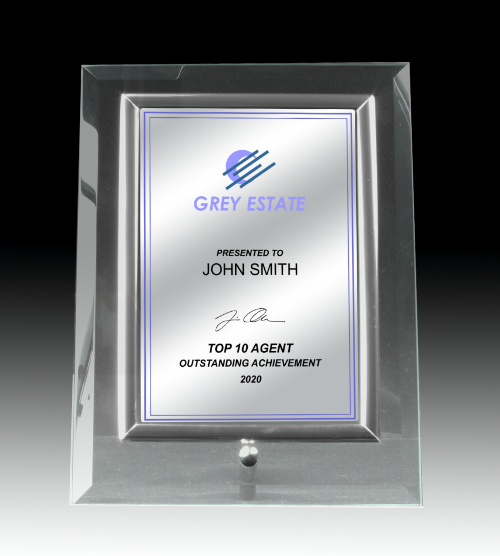 GREY ESTATE
PRESENTED TO
JOHN SMITH
TOP 10 AGENT
OUTSTANDING ACHIEVEMENT
2020